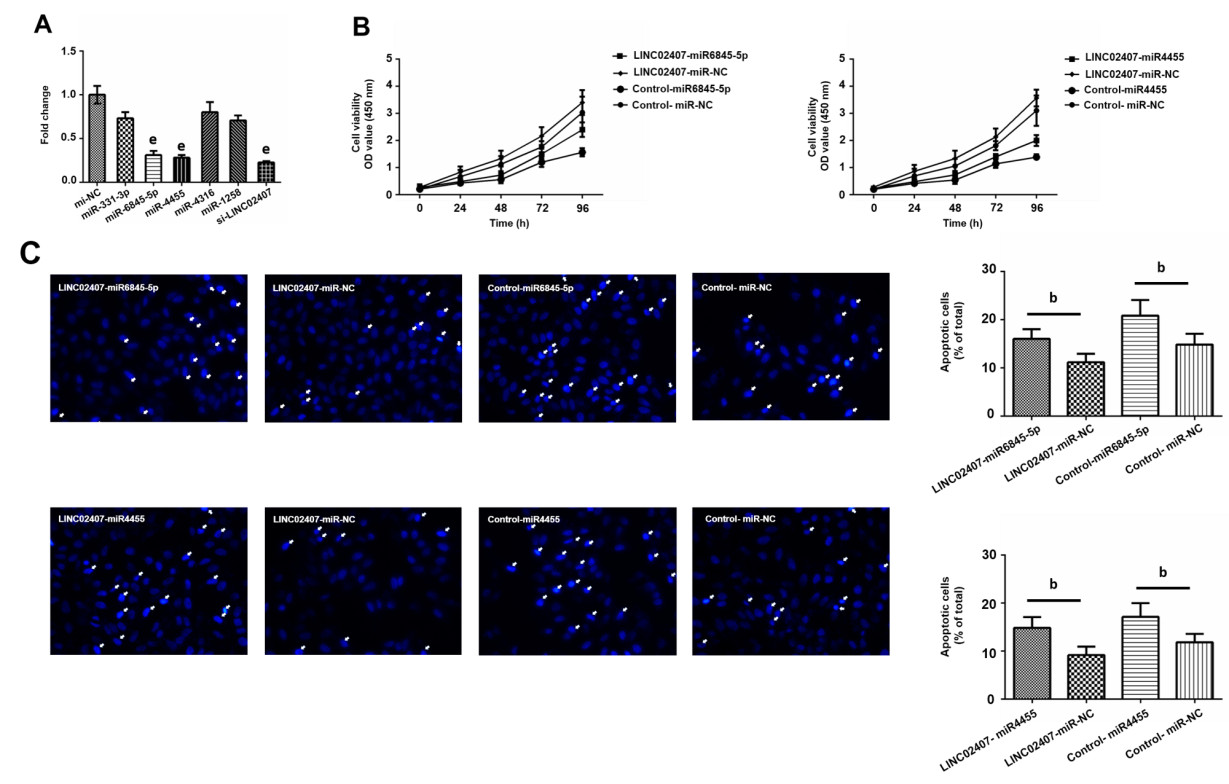 A
Fold change
1.5
1.0
0.5
0.0
e
e
e
mi-NC
miR-331-3p
miR-6845-5p
miR-4455
miR-4316
miR-1258
si-LINC02407
B
Cell viability
OD value (450 nm)
5
4
3
2
1
0
0 24 48 72 96
Time (h)
LINC02407-miR6845-5p
LINC02407-miR-NC
Control-miR6845-5p
Control- miR-NC
Cell viability
OD value (450 nm)
5
4
3
2
1
0
0 24 48 72 96
Time (h)
LINC02407-miR4455
LINC02407-miR-NC
Control-miR4455
Control- miR-NC
C
LINC02407-miR6845-5p
LINC02407-miR-NC
Control-miR6845-5p
Control- miR-NC
Apoptotic cells
(% of total)
30
20
10
0
b
b
LINC02407-miR6845-5p
LINC02407-miR-NC
Control-miR6845-5p
Control- miR-NC
LINC02407-miR4455
LINC02407-miR-NC
Control-miR4455
Control- miR-NC
Apoptotic cells
(% of total)
30
20
10
0
b
b
LINC02407- miR4455
LINC02407-miR-NC
Control- miR4455
Control- miR-NC